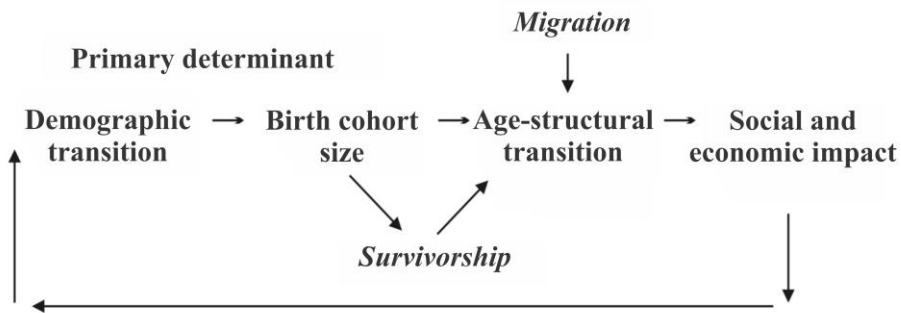 Migration
Primary determinant
Demographic
transition
Birth cohort
size
Age-structural
transition
Social and
economic impact
Survivorship